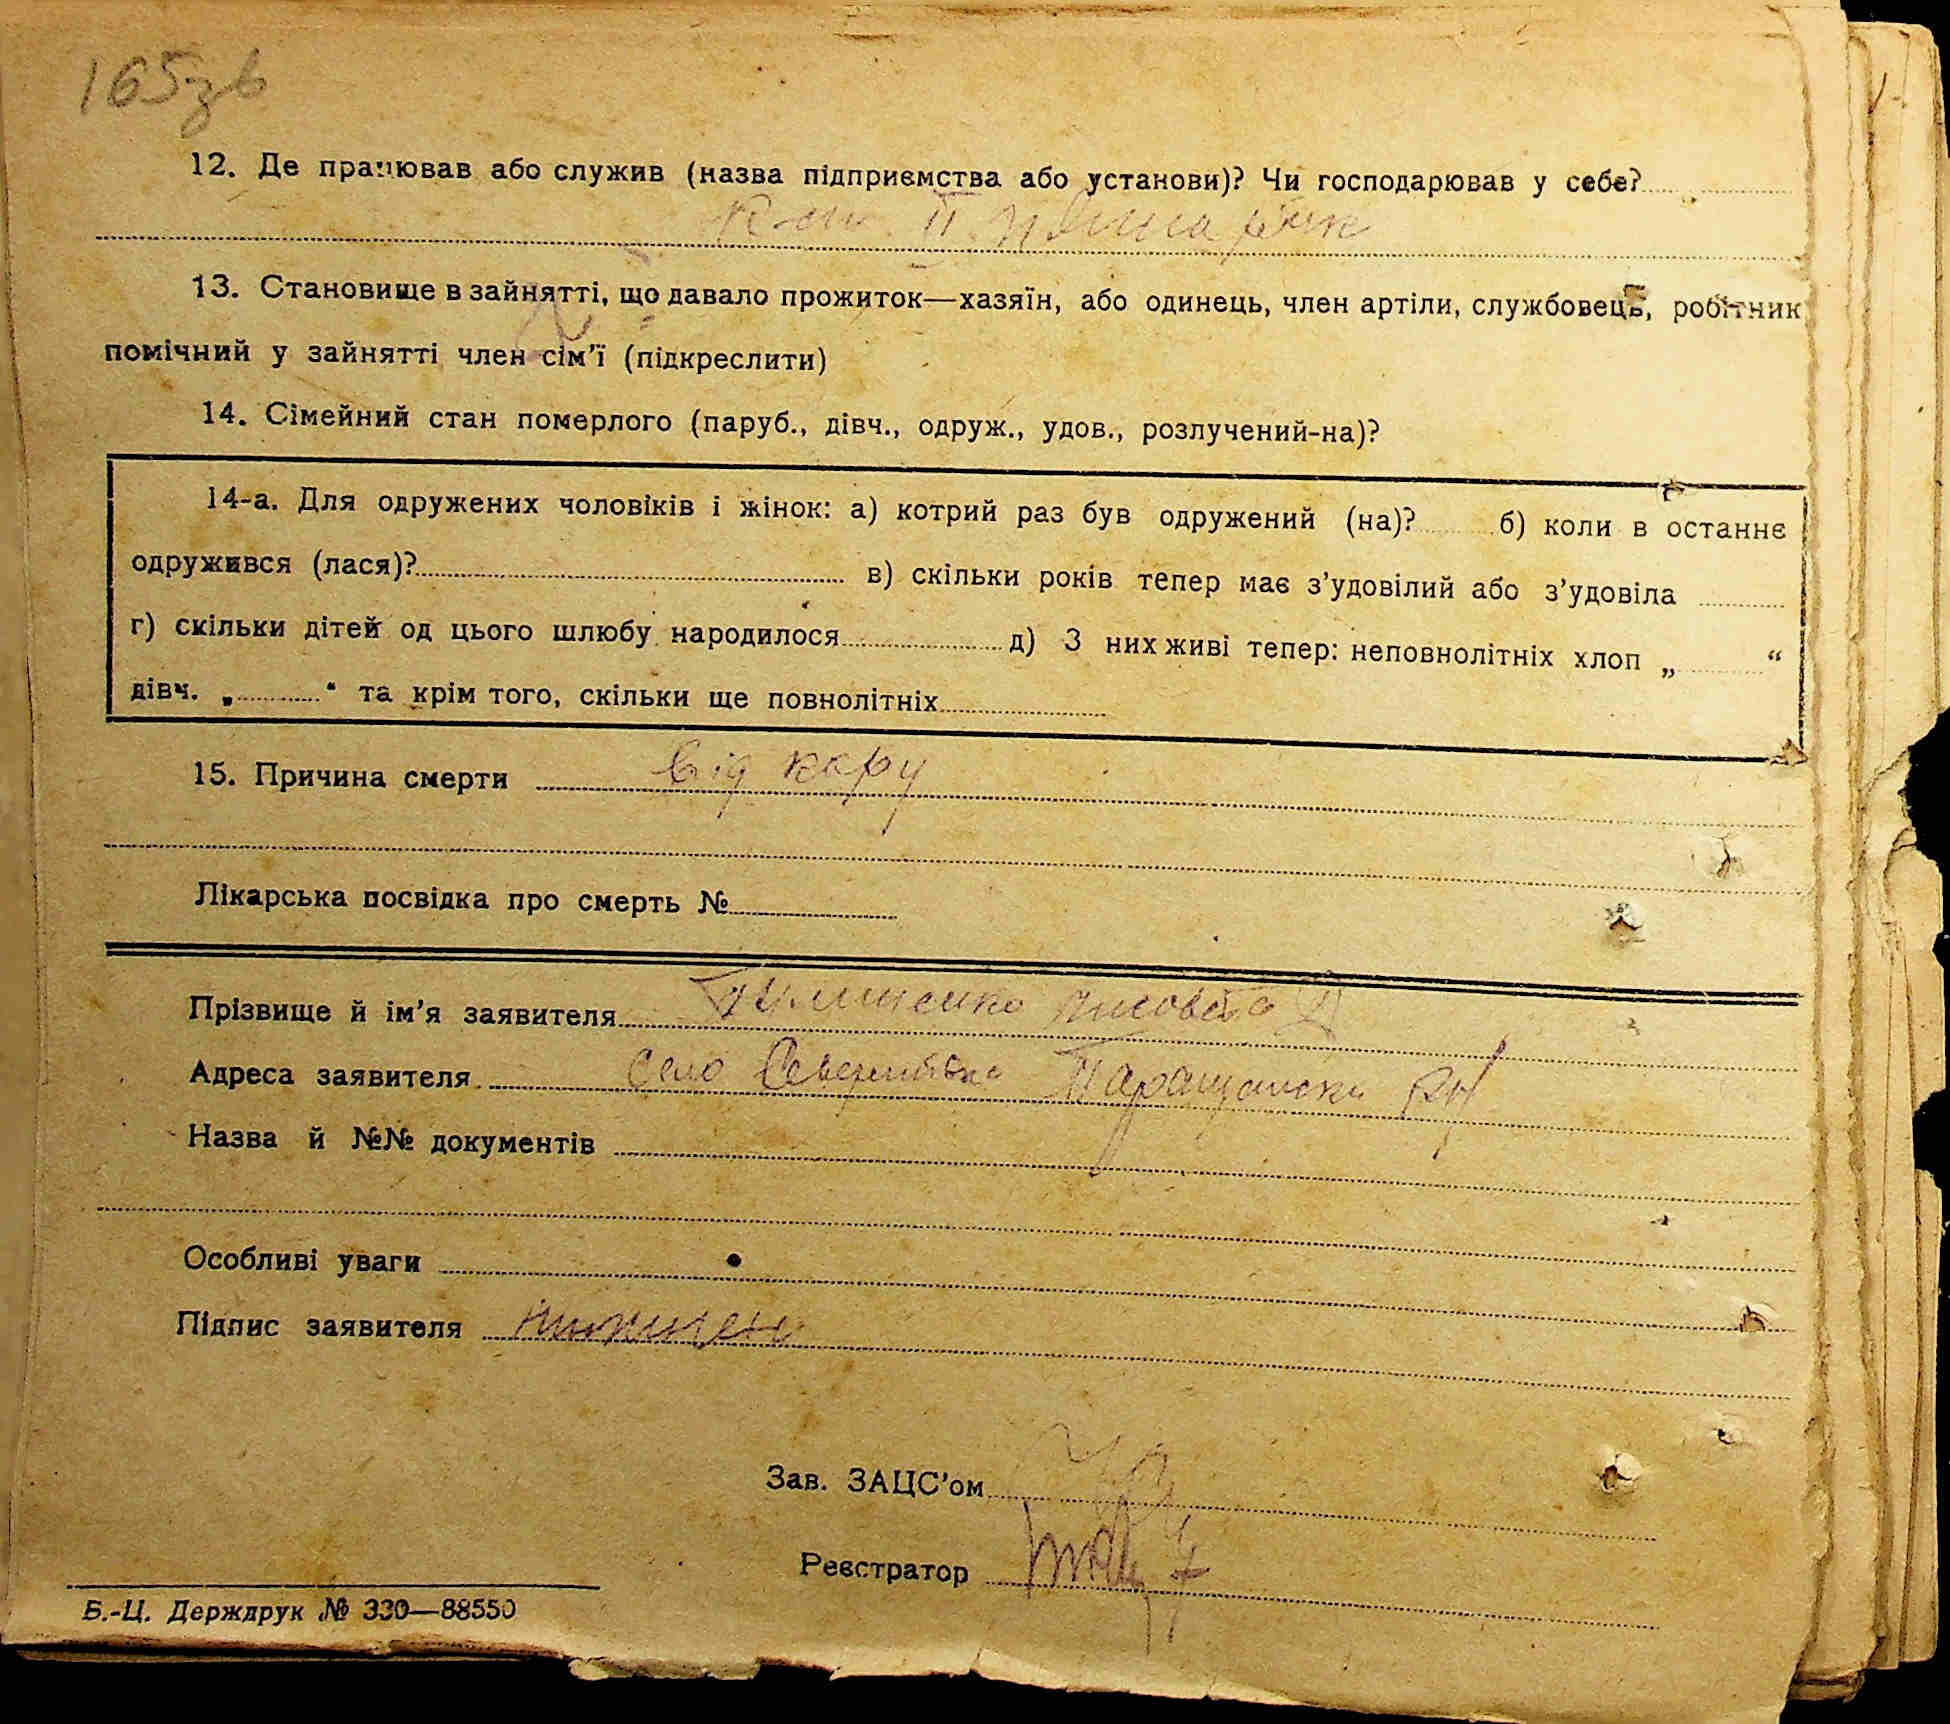 165зв
12. Де працював або служив (назва підприємства або установи)? Чи господарював у себе?
13. Становище в зайнятті, що давало прожиток—хазяїн, або одинець, член артіли, службовець, робітник
помічний у зайнятті член сім’ї (підкреслити)
14. Сімейний стан померлого (паруб., дівч., одруж., удов., розлучений-на)?
14-а. Для одружених чоловіків і жінок: а) котрий раз був одружений (на)? б) коли в останнє
одружився (лася)? в) скільки років тепер має з’удовілий або з’удовіла
г) скільки дітей од цього шлюбу народилося д) З них живі тепер: неповнолітніх хлоп „ “
дівч. „ “ та крім того, скільки ще повнолітніх
15. Причина смерти від кору
Лікарська посвідка про смерть №
Прізвище й ім’я заявителя
Адреса заявителя село
Назва й №№ документів
Особливі уваги
Підпис заявителя
Зав. ЗАЦС’ом
Реєстратор
Б.-Ц. Держдрук № 330—88550